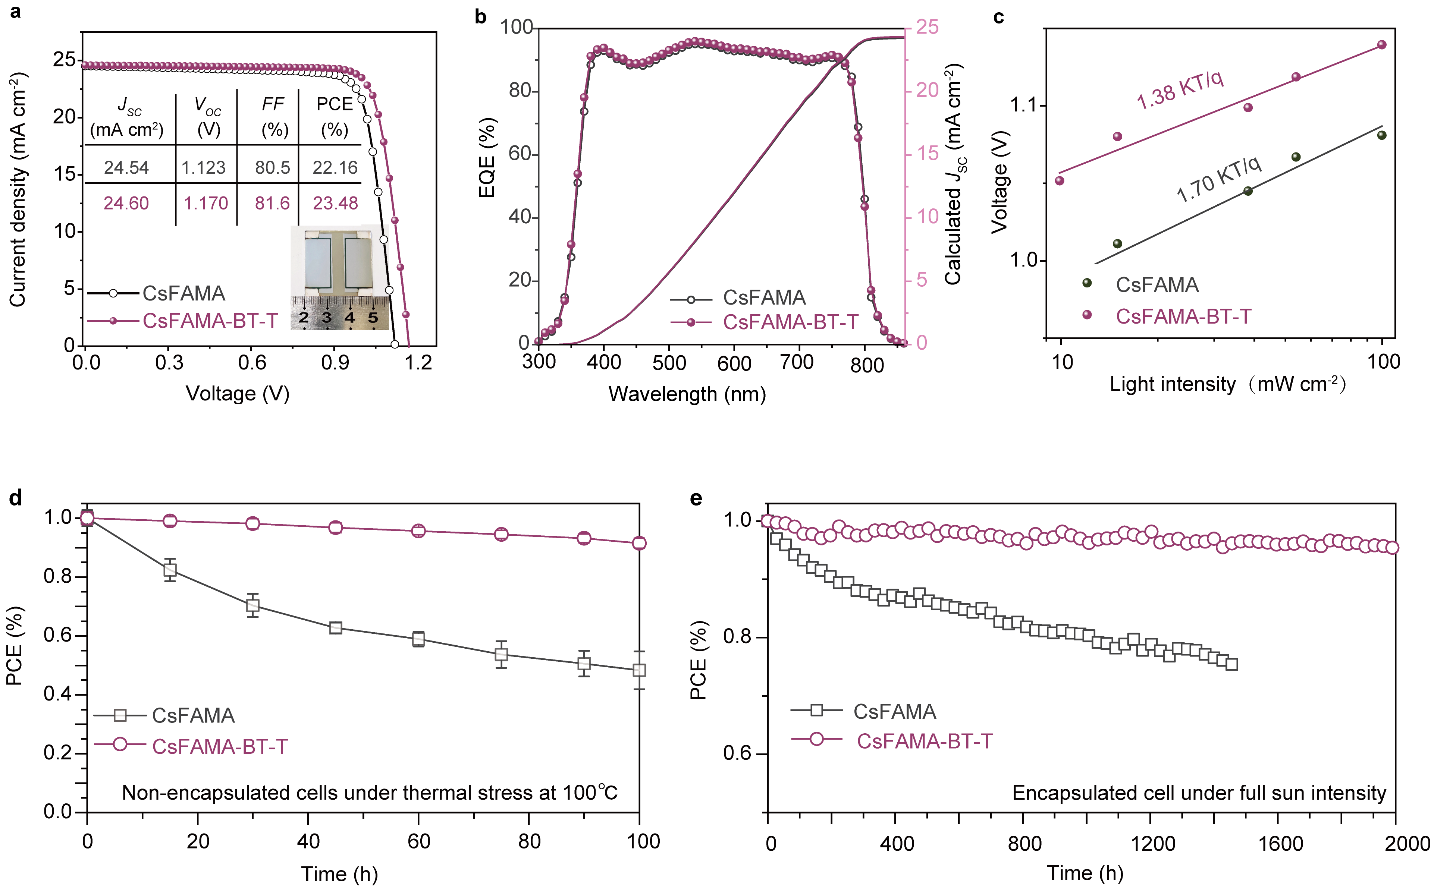 a
Current density (mA cm⁻²)
25
20
15
10
5
0
J_SC V_OC FF PCE
(mA cm²) (V) (%) (%)
24.54 1.123 80.5 22.16
24.60 1.170 81.6 23.48
CsFAMA
CsFAMA-BT-T
2 3 4 5
0.0 0.3 0.6 0.9 1.2
Voltage (V)
b
EQE (%)
100
80
60
40
20
0
CsFAMA
CsFAMA-BT-T
25
20
15
10
5
0
Calculated J_SC (mA cm⁻²)
300 400 500 600 700 800
Wavelength (nm)
c
Voltage (V)
1.1
1.0
1.38 KT/q
1.70 KT/q
CsFAMA
CsFAMA-BT-T
10 100
Light intensity (mW cm⁻²)
d
PCE (%)
1.0
0.8
0.6
0.4
0.2
0.0
CsFAMA
CsFAMA-BT-T
Non-encapsulated cells under thermal stress at 100°C
0 20 40 60 80 100
Time (h)
e
PCE (%)
1.0
0.8
0.6
CsFAMA
CsFAMA-BT-T
Encapsulated cell under full sun intensity
0 400 800 1200 1600 2000
Time (h)